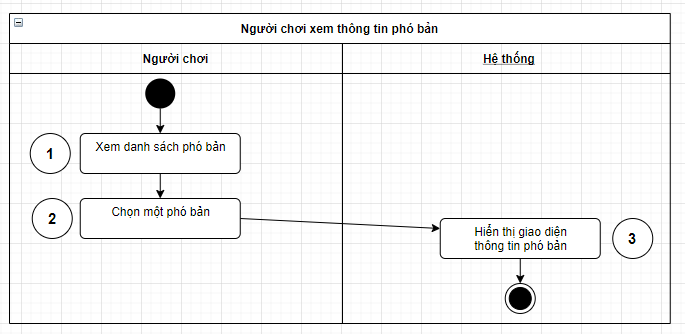 Người chơi xem thông tin phó bản
Người chơi
Hệ thống
1
Xem danh sách phó bản
2
Chọn một phó bản
Hiển thị giao diện
thông tin phó bản
3